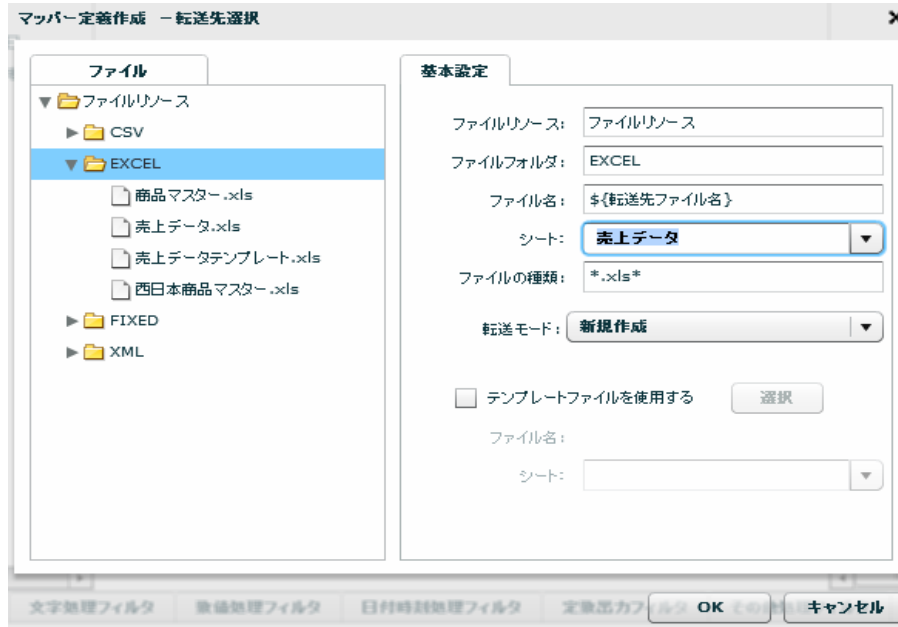 マッパー定義作成 －転送先選択
ファイル
ファイルリソース
CSV
EXCEL
商品マスター.xls
売上データ.xls
売上データテンプレート.xls
西日本商品マスター.xls
FIXED
XML
基本設定
ファイルリソース: ファイルリソース
ファイルフォルダ: EXCEL
ファイル名: ${転送先ファイル名}
シート: 売上データ
ファイルの種類: *.xls*
転送モード: 新規作成
テンプレートファイルを使用する 選択
ファイル名:
シート:
文字処理フィルタ 数値処理フィルタ 日付時刻処理フィルタ 定数出力フィルタ
OK キャンセル